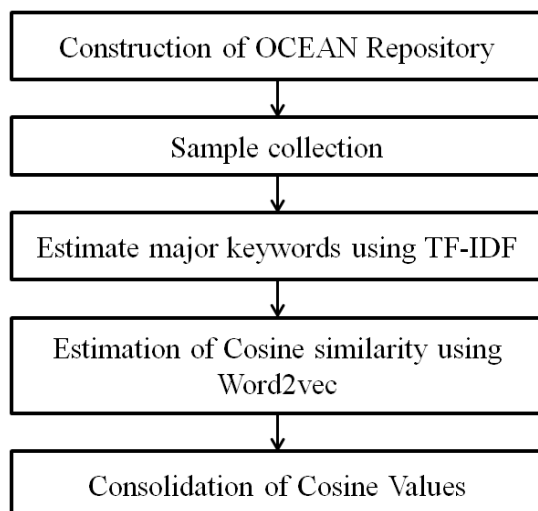 Construction of OCEAN Repository
Sample collection
Estimate major keywords using TF-IDF
Estimation of Cosine similarity using
Word2vec
Consolidation of Cosine Values